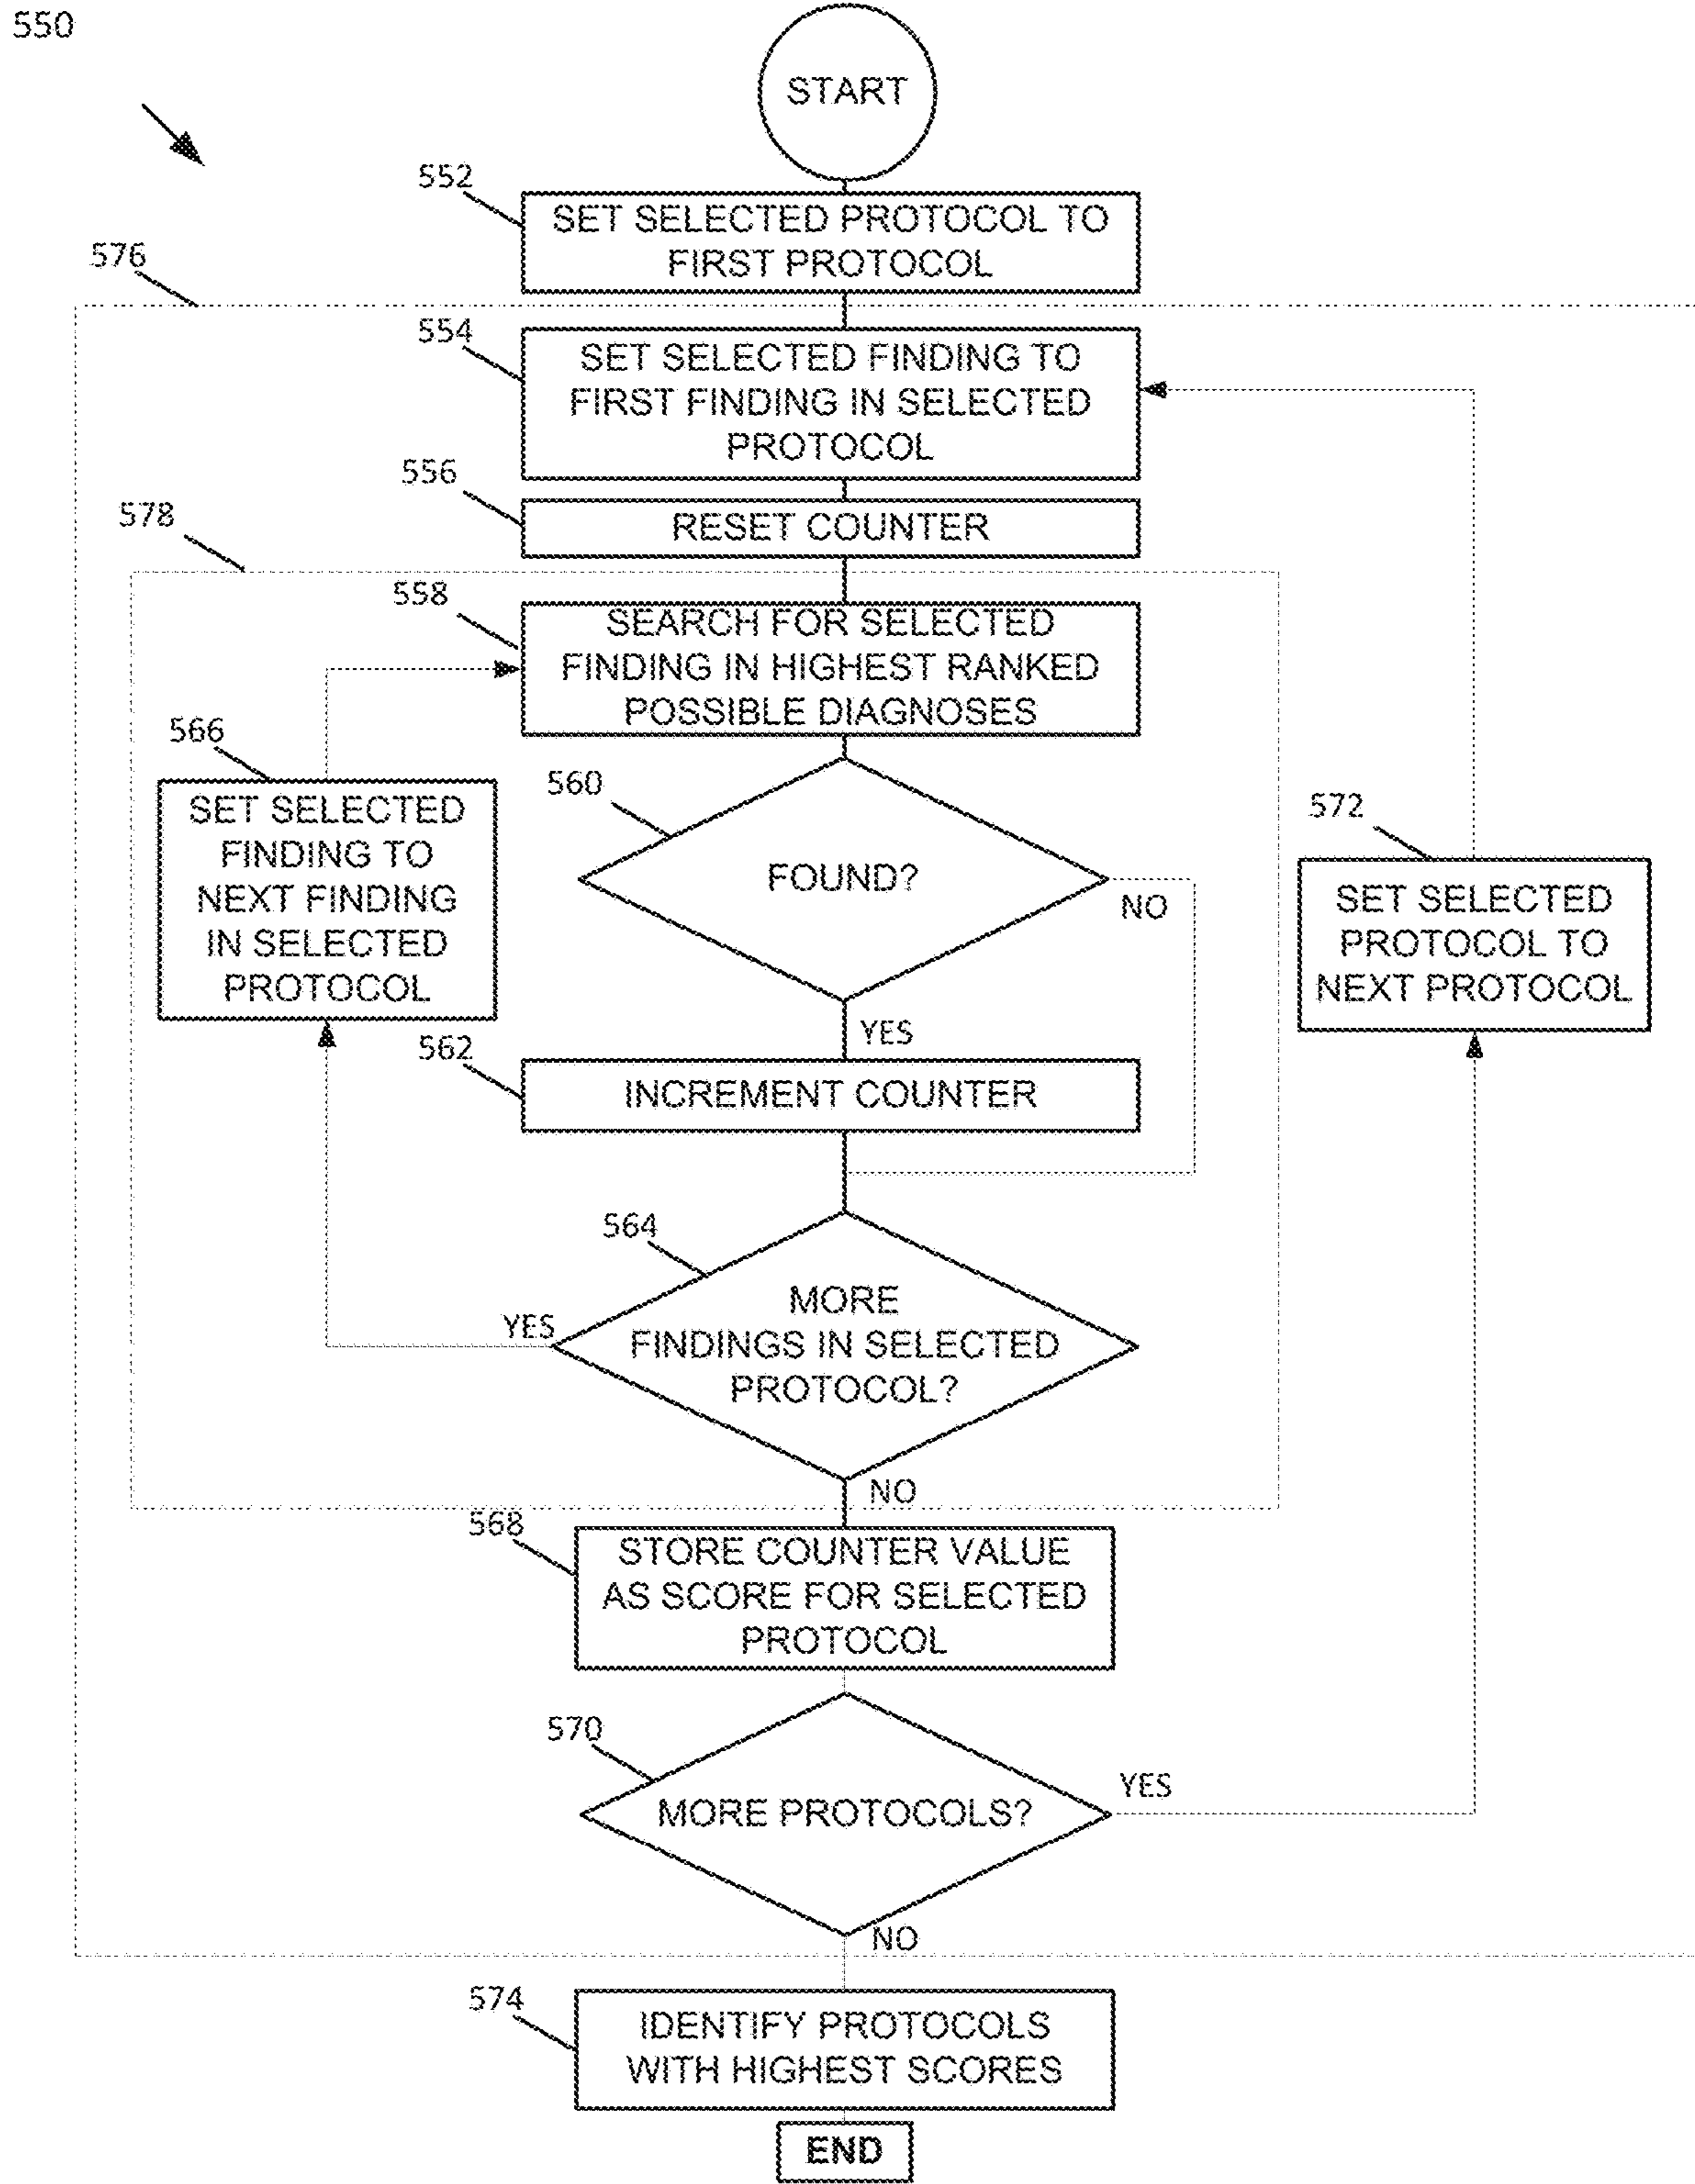 550
START
552
SET SELECTED PROTOCOL TO
FIRST PROTOCOL
576
554
SET SELECTED FINDING TO
FIRST FINDING IN SELECTED
PROTOCOL
556
RESET COUNTER
578
558
SEARCH FOR SELECTED
FINDING IN HIGHEST RANKED
POSSIBLE DIAGNOSES
566
SET SELECTED
FINDING TO
NEXT FINDING
IN SELECTED
PROTOCOL
560
FOUND?
NO
572
SET SELECTED
PROTOCOL TO
NEXT PROTOCOL
YES
562
INCREMENT COUNTER
564
MORE
FINDINGS IN SELECTED
PROTOCOL?
YES
NO
568
STORE COUNTER VALUE
AS SCORE FOR SELECTED
PROTOCOL
570
MORE PROTOCOLS?
YES
NO
574
IDENTIFY PROTOCOLS
WITH HIGHEST SCORES
END